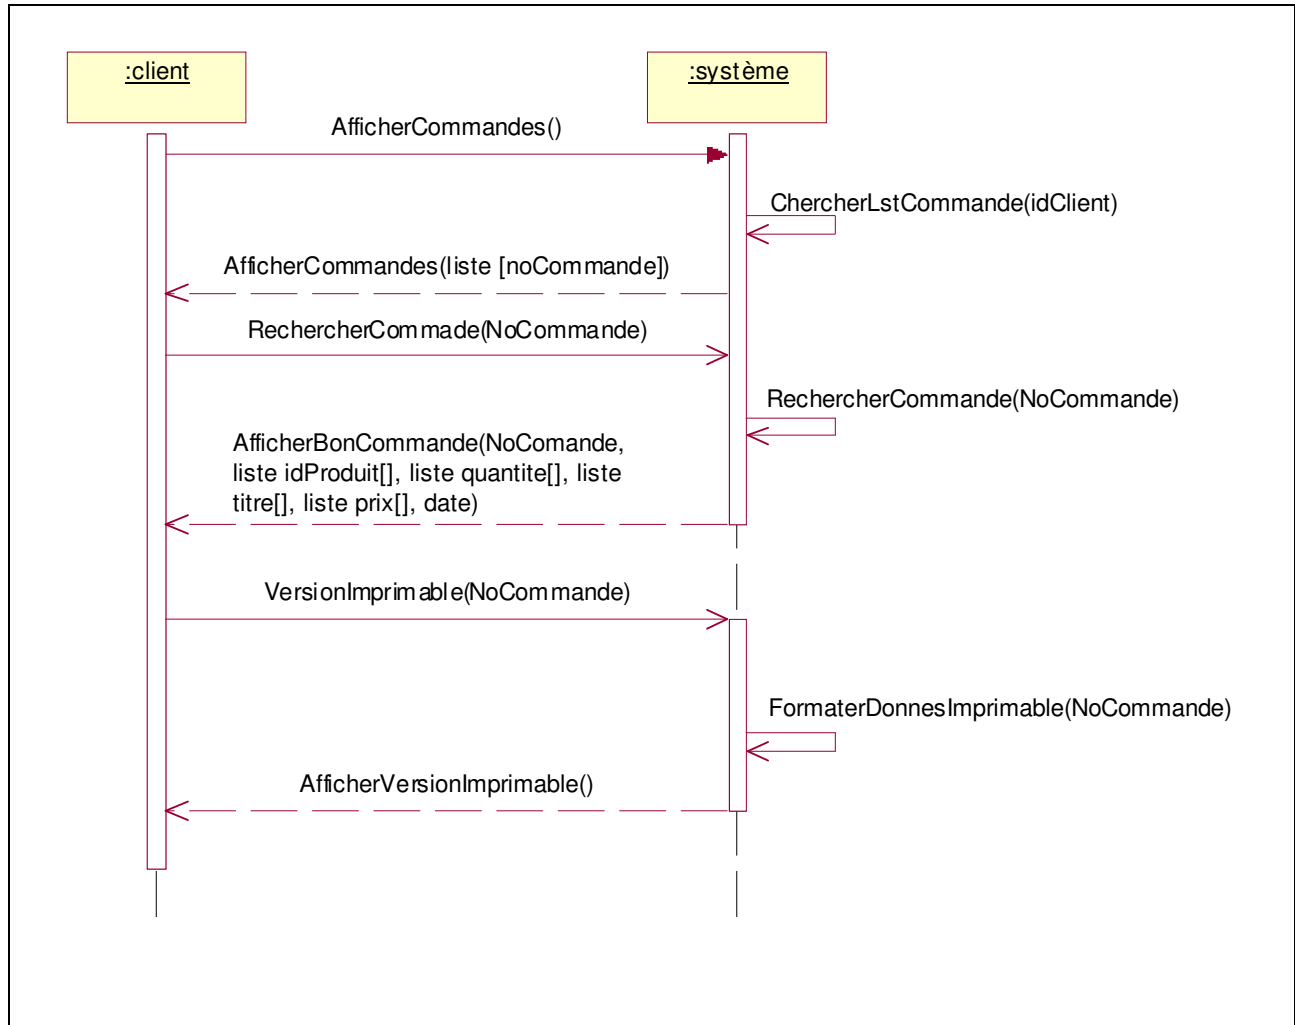 :client
:système
AfficherCommandes()
ChercherLstCommande(idClient)
AfficherCommandes(liste [noCommande])
RechercherCommade(NoCommande)
RechercherCommande(NoCommande)
AfficherBonCommande(NoComande,
liste idProduit[], liste quantite[], liste
titre[], liste prix[], date)
VersionImprimable(NoCommande)
FormaterDonnesImprimable(NoCommande)
AfficherVersionImprimable()